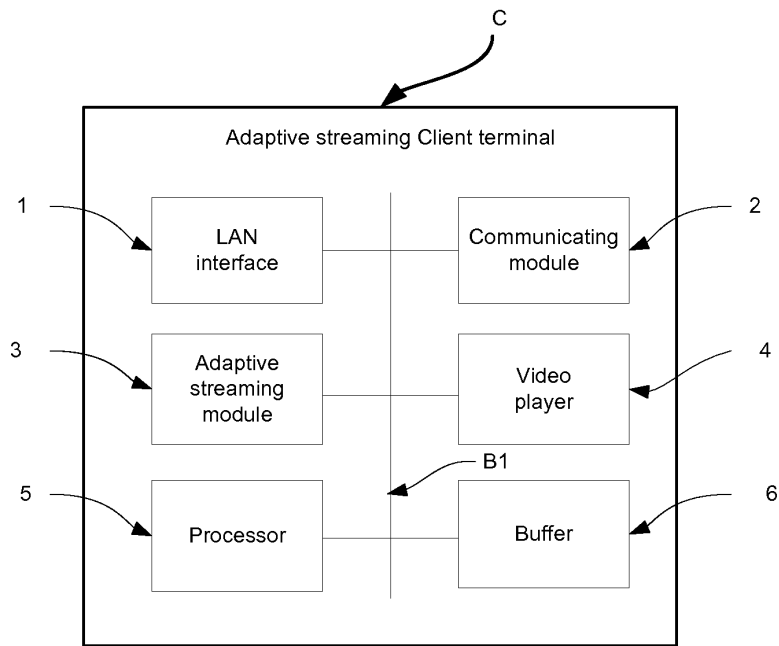 C
Adaptive streaming Client terminal
1
LAN
interface
Communicating
module
2
3
Adaptive
streaming
module
Video
player
4
B1
5
Processor
Buffer
6